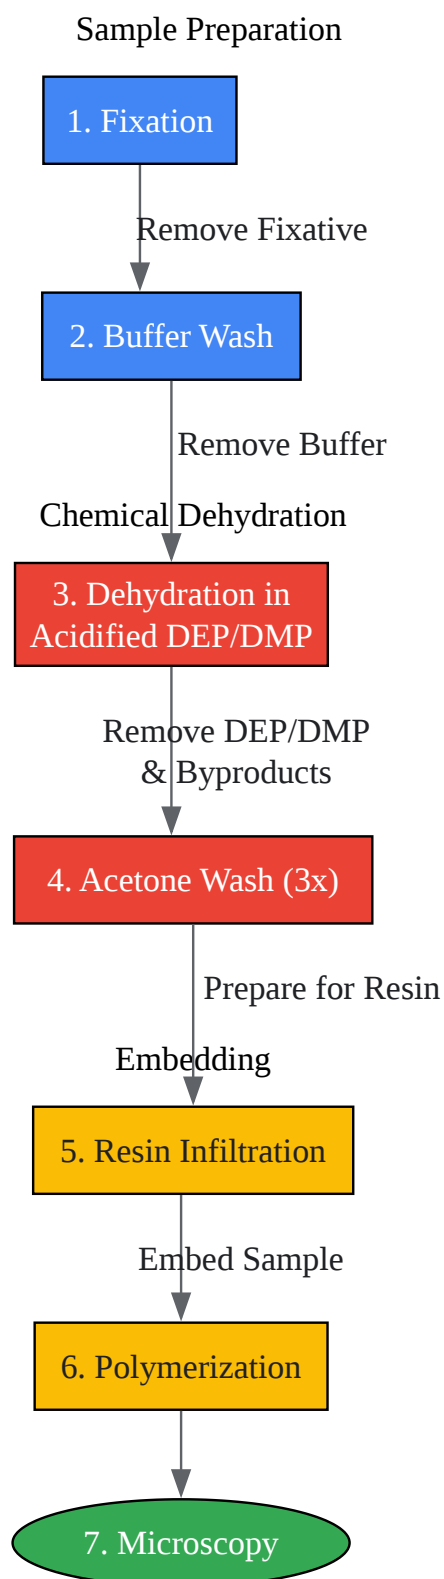 Sample Preparation
1. Fixation
Remove Fixative
2. Buffer Wash
Remove Buffer
Chemical Dehydration
3. Dehydration in
Acidified DEP/DMP
Remove DEP/DMP
& Byproducts
4. Acetone Wash (3x)
Prepare for Resin
Embedding
5. Resin Infiltration
Embed Sample
6. Polymerization
7. Microscopy